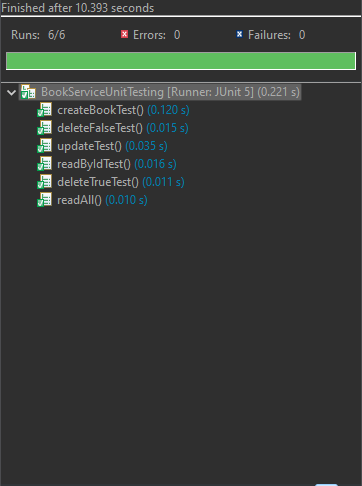 Finished after 10.393 seconds
Runs: 6/6 Errors: 0 Failures: 0
BookServiceUnitTesting [Runner: JUnit 5] (0.221 s)
createBookTest() (0.120 s)
deleteFalseTest() (0.015 s)
updateTest() (0.035 s)
readByIdTest() (0.016 s)
deleteTrueTest() (0.011 s)
readAll() (0.010 s)